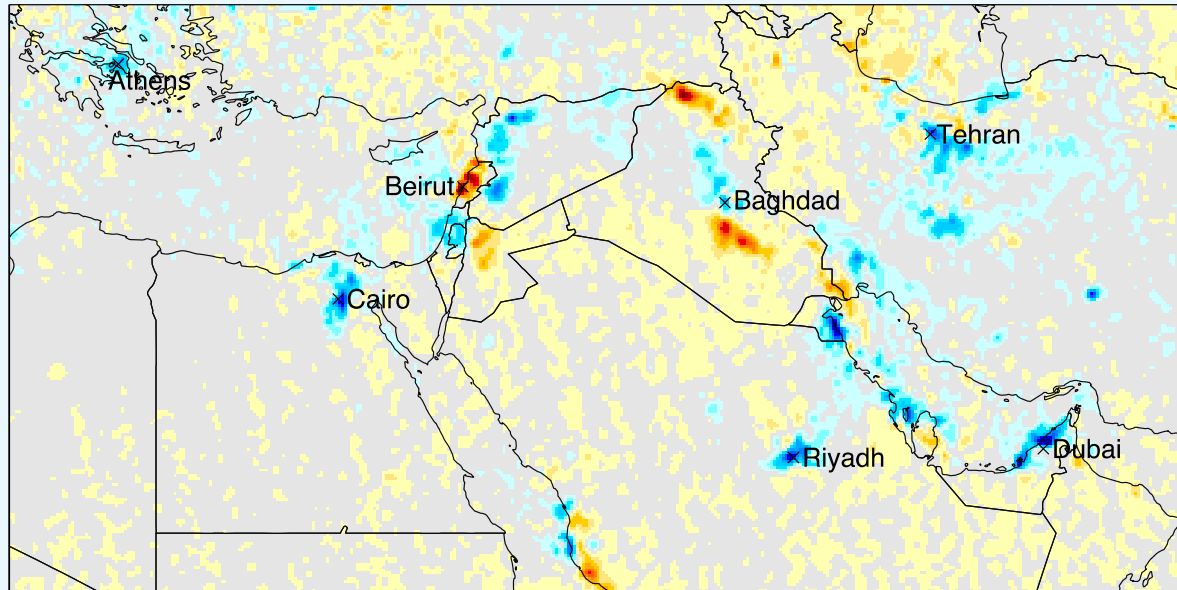 Athens
Tehran
Beirut
Baghdad
Cairo
Riyadh
Dubai